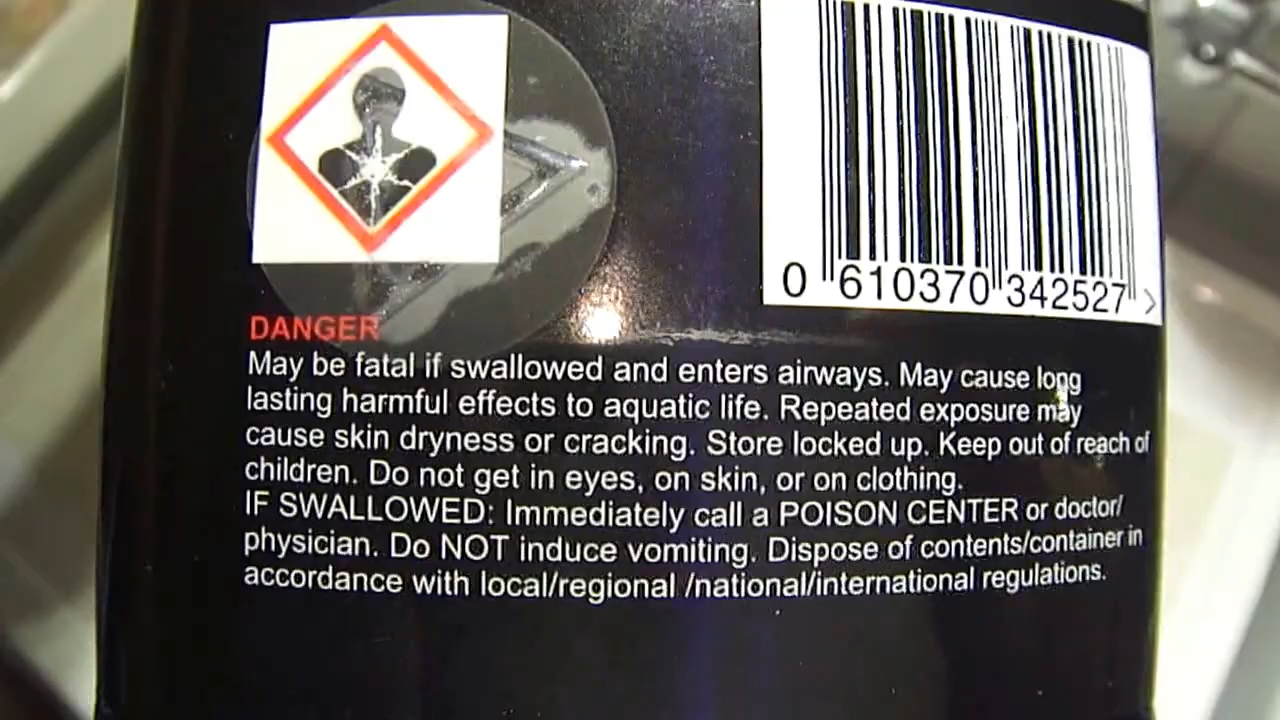 0 610370 342527 >
DANGER
May be fatal if swallowed and enters airways. May cause long
lasting harmful effects to aquatic life. Repeated exposure may
cause skin dryness or cracking. Store locked up. Keep out of reach of
children. Do not get in eyes, on skin, or on clothing.
IF SWALLOWED: Immediately call a POISON CENTER or doctor/
physician. Do NOT induce vomiting. Dispose of contents/container in
accordance with local/regional /national/international regulations.